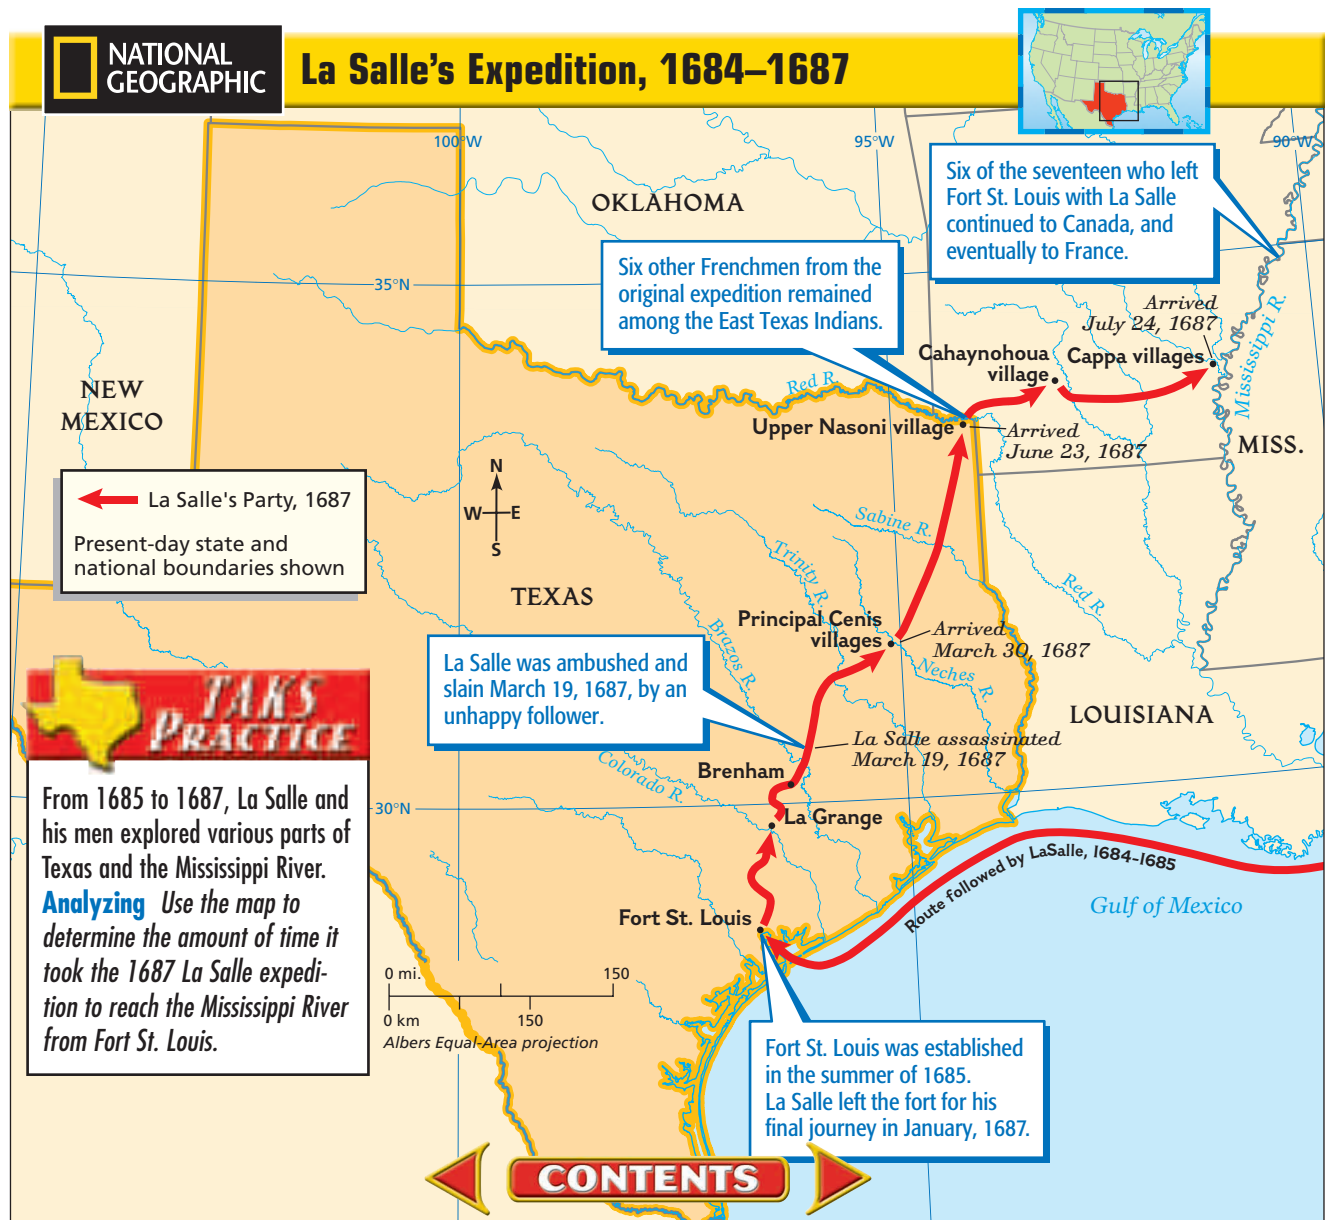 NATIONAL
GEOGRAPHIC
La Salle's Expedition, 1684–1687
100°W
95°W
90°W
OKLAHOMA
Six of the seventeen who left
Fort St. Louis with La Salle
continued to Canada, and
eventually to France.
Six other Frenchmen from the
original expedition remained
among the East Texas Indians.
35°N
Arrived
July 24, 1687
Cahaynohoua
village
Cappa villages
Mississippi R.
NEW
MEXICO
Red R.
Upper Nasoni village
Arrived
June 23, 1687
MISS.
La Salle's Party, 1687
Present-day state and
national boundaries shown
N
W
E
S
Sabine R.
Trinity R.
TEXAS
Red R.
Principal Cenis
villages
Arrived
March 30, 1687
Brazos R.
Neches R.
La Salle was ambushed and
slain March 19, 1687, by an
unhappy follower.
LOUISIANA
La Salle assassinated
March 19, 1687
TAKS
PRACTICE
From 1685 to 1687, La Salle and
his men explored various parts of
Texas and the Mississippi River.
Analyzing Use the map to
determine the amount of time it
took the 1687 La Salle expedi-
tion to reach the Mississippi River
from Fort St. Louis.
Brenham
Colorado R.
30°N
La Grange
Route followed by LaSalle, 1684-1685
Gulf of Mexico
Fort St. Louis
0 mi.
150
0 km
150
Albers Equal-Area projection
Fort St. Louis was established
in the summer of 1685.
La Salle left the fort for his
final journey in January, 1687.
CONTENTS